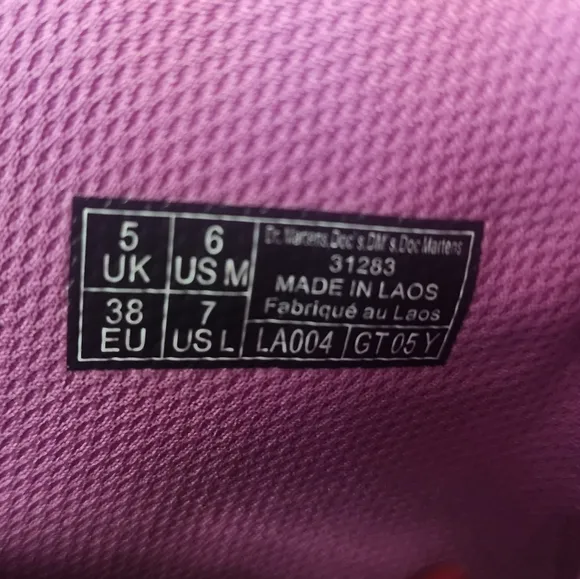 5 UK
6 US M
38 EU
7 US L
Dr. Martens.Doc's.DM's.Doc Martens
31283
MADE IN LAOS
Fabriqué au Laos
LA004
GT 05 Y